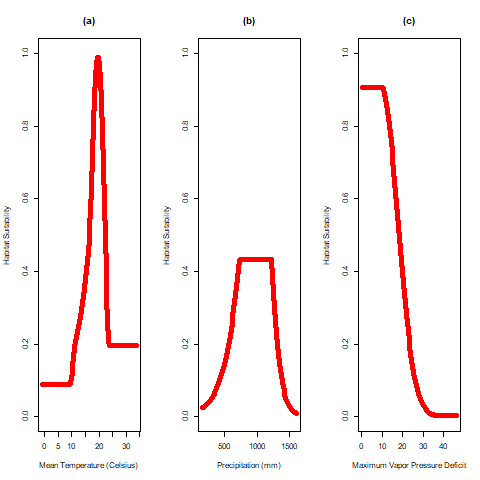 (a)
Habitat Suitability
0.0 0.2 0.4 0.6 0.8 1.0
0 5 10 20 30
Mean Temperature (Celsius)
(b)
Habitat Suitability
0.0 0.2 0.4 0.6 0.8 1.0
500 1000 1500
Precipitation (mm)
(c)
Habitat Suitability
0.0 0.2 0.4 0.6 0.8 1.0
0 10 20 30 40
Maximum Vapor Pressure Deficit